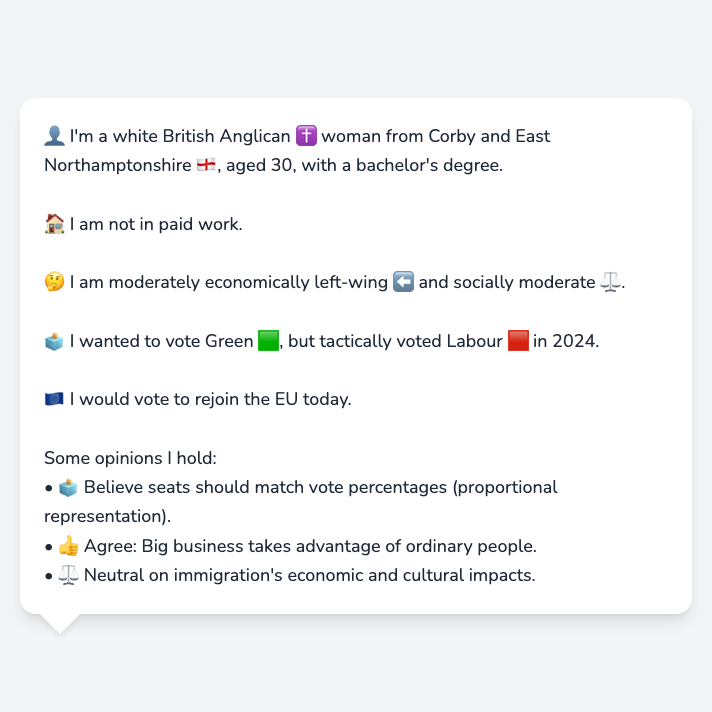 👤 I'm a white British Anglican ✝️ woman from Corby and East
Northamptonshire 🏴󠁧󠁢󠁥󠁮󠁧󠁿, aged 30, with a bachelor's degree.
🏠 I am not in paid work.
🤔 I am moderately economically left-wing ⬅️ and socially moderate ⚖️.
🗳️ I wanted to vote Green 🟩, but tactically voted Labour 🟥 in 2024.
🇪🇺 I would vote to rejoin the EU today.
Some opinions I hold:
• 🗳️ Believe seats should match vote percentages (proportional
representation).
• 👍 Agree: Big business takes advantage of ordinary people.
• ⚖️ Neutral on immigration's economic and cultural impacts.